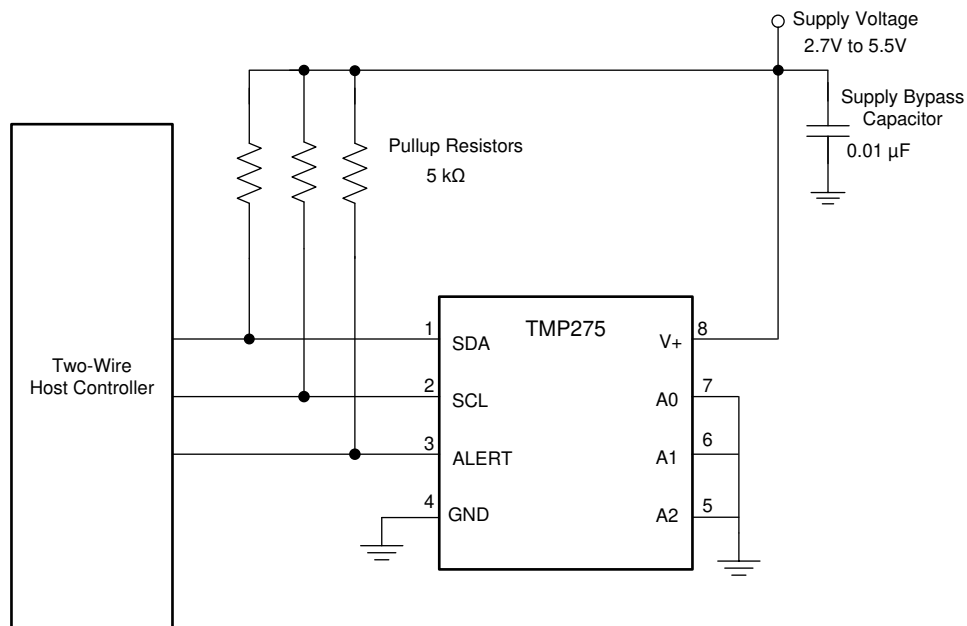 Supply Voltage
2.7V to 5.5V
Supply Bypass
Capacitor
0.01 µF
Pullup Resistors
5 kΩ
Two-Wire
Host Controller
TMP275
1
SDA
2
SCL
3
ALERT
4
GND
8
V+
7
A0
6
A1
5
A2